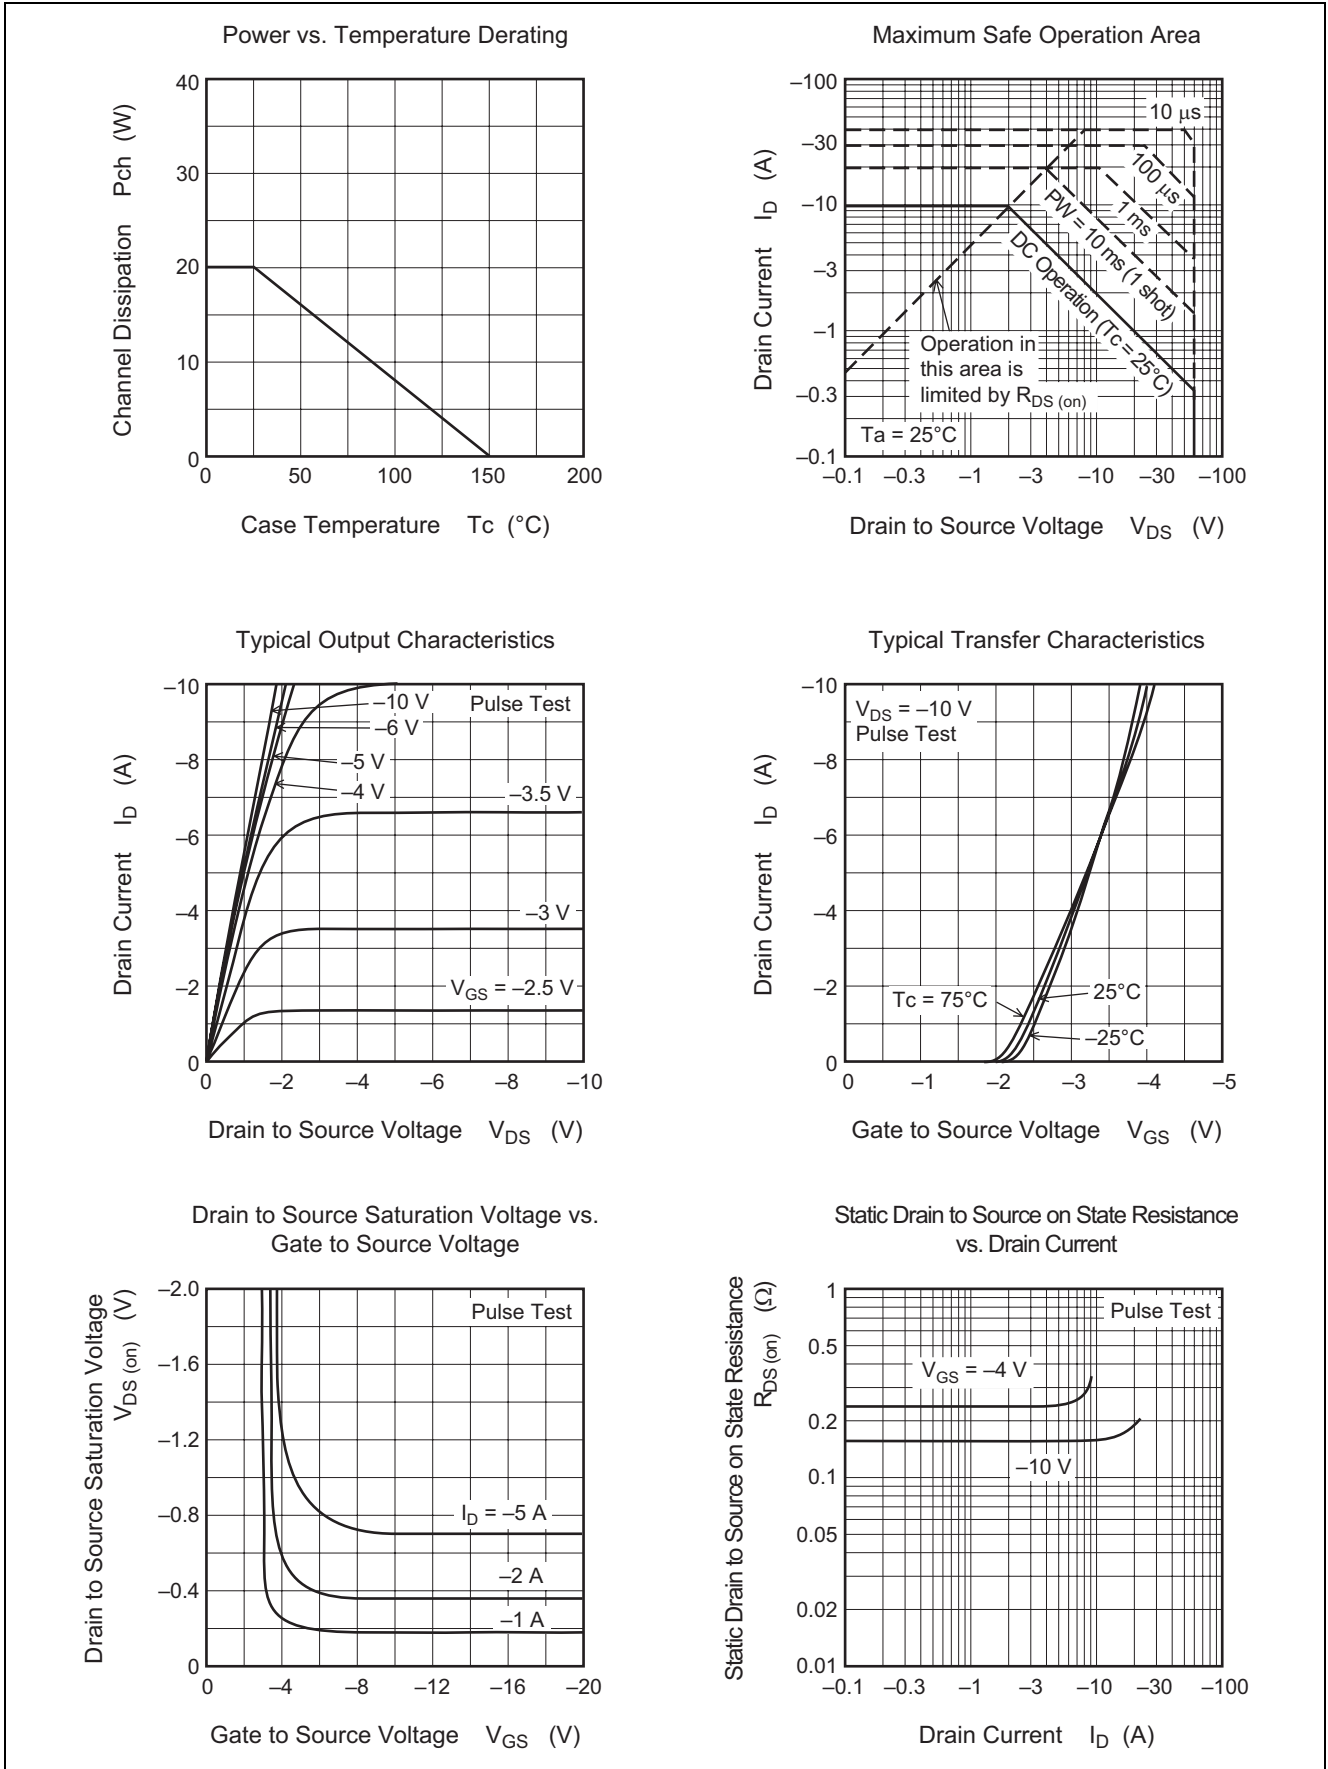 Power vs. Temperature Derating
Channel Dissipation Pch (W)
40
30
20
10
0
0 50 100 150 200
Case Temperature Tc (°C)
Maximum Safe Operation Area
Drain Current I_D (A)
–100
–30
–10
–3
–1
–0.3
–0.1
10 μs
100 μs
1 ms
PW = 10 ms (1 shot)
DC Operation (Tc = 25°C)
Operation in
this area is
limited by R_DS (on)
Ta = 25°C
–0.1 –0.3 –1 –3 –10 –30 –100
Drain to Source Voltage V_DS (V)
Typical Output Characteristics
Drain Current I_D (A)
–10
–8
–6
–4
–2
0
Pulse Test
–10 V
–6 V
–5 V
–4 V
–3.5 V
–3 V
V_GS = –2.5 V
0 –2 –4 –6 –8 –10
Drain to Source Voltage V_DS (V)
Typical Transfer Characteristics
Drain Current I_D (A)
–10
–8
–6
–4
–2
0
V_DS = –10 V
Pulse Test
Tc = 75°C
25°C
–25°C
0 –1 –2 –3 –4 –5
Gate to Source Voltage V_GS (V)
Drain to Source Saturation Voltage vs.
Gate to Source Voltage
Drain to Source Saturation Voltage
V_DS (on) (V)
–2.0
–1.6
–1.2
–0.8
–0.4
0
Pulse Test
I_D = –5 A
–2 A
–1 A
0 –4 –8 –12 –16 –20
Gate to Source Voltage V_GS (V)
Static Drain to Source on State Resistance
vs. Drain Current
Static Drain to Source on State Resistance
R_DS (on) (Ω)
1
0.5
0.2
0.1
0.05
0.02
0.01
Pulse Test
V_GS = –4 V
–10 V
–0.1 –0.3 –1 –3 –10 –30 –100
Drain Current I_D (A)